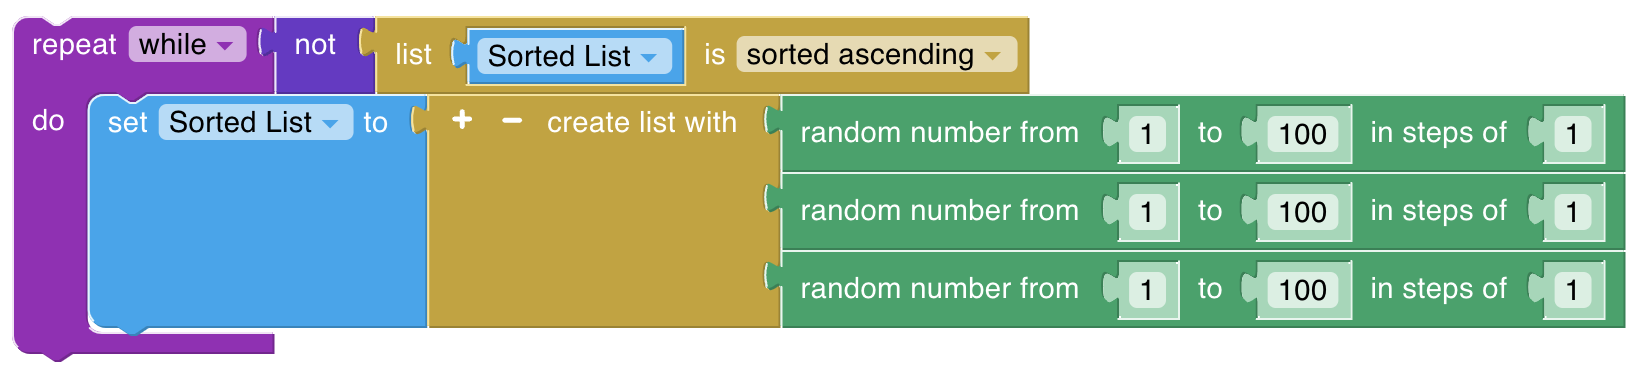 repeat while not list Sorted List is sorted ascending
do set Sorted List to + − create list with random number from 1 to 100 in steps of 1
random number from 1 to 100 in steps of 1
random number from 1 to 100 in steps of 1